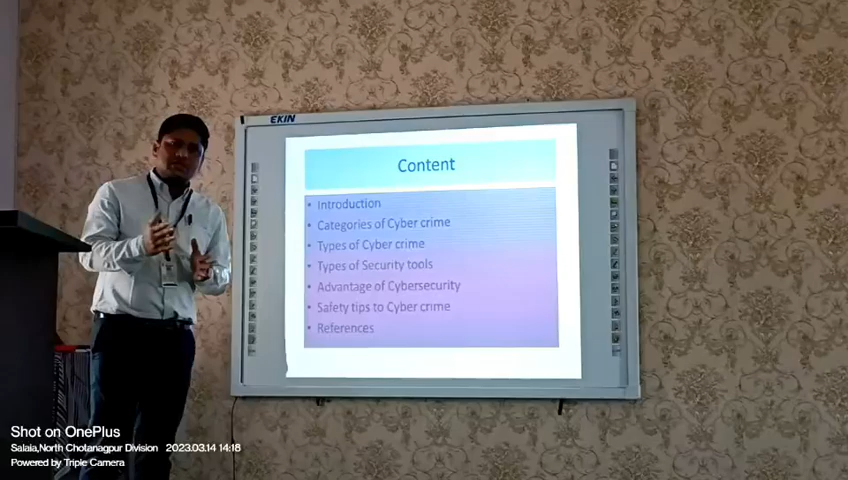 EKIN
Content
• Introduction
• Categories of Cyber crime
• Types of Cyber crime
• Types of Security tools
• Advantage of Cybersecurity
• Safety tips to Cyber crime
• References
Shot on OnePlus
Salaia,North Chotanagpur Division 2023.03.14 14:18
Powered by Triple Camera